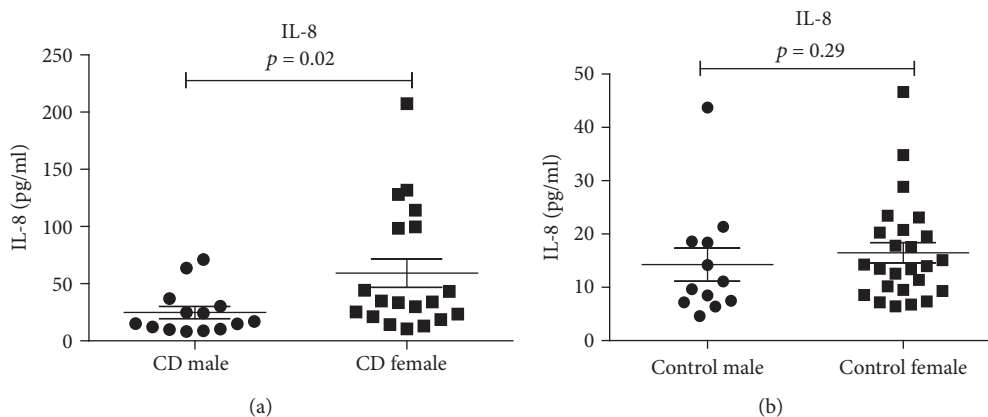 IL-8
p = 0.02
250
200
150
100
50
0
IL-8 (pg/ml)
CD male
CD female
(a)
IL-8
p = 0.29
50
40
30
20
10
0
IL-8 (pg/ml)
Control male
Control female
(b)